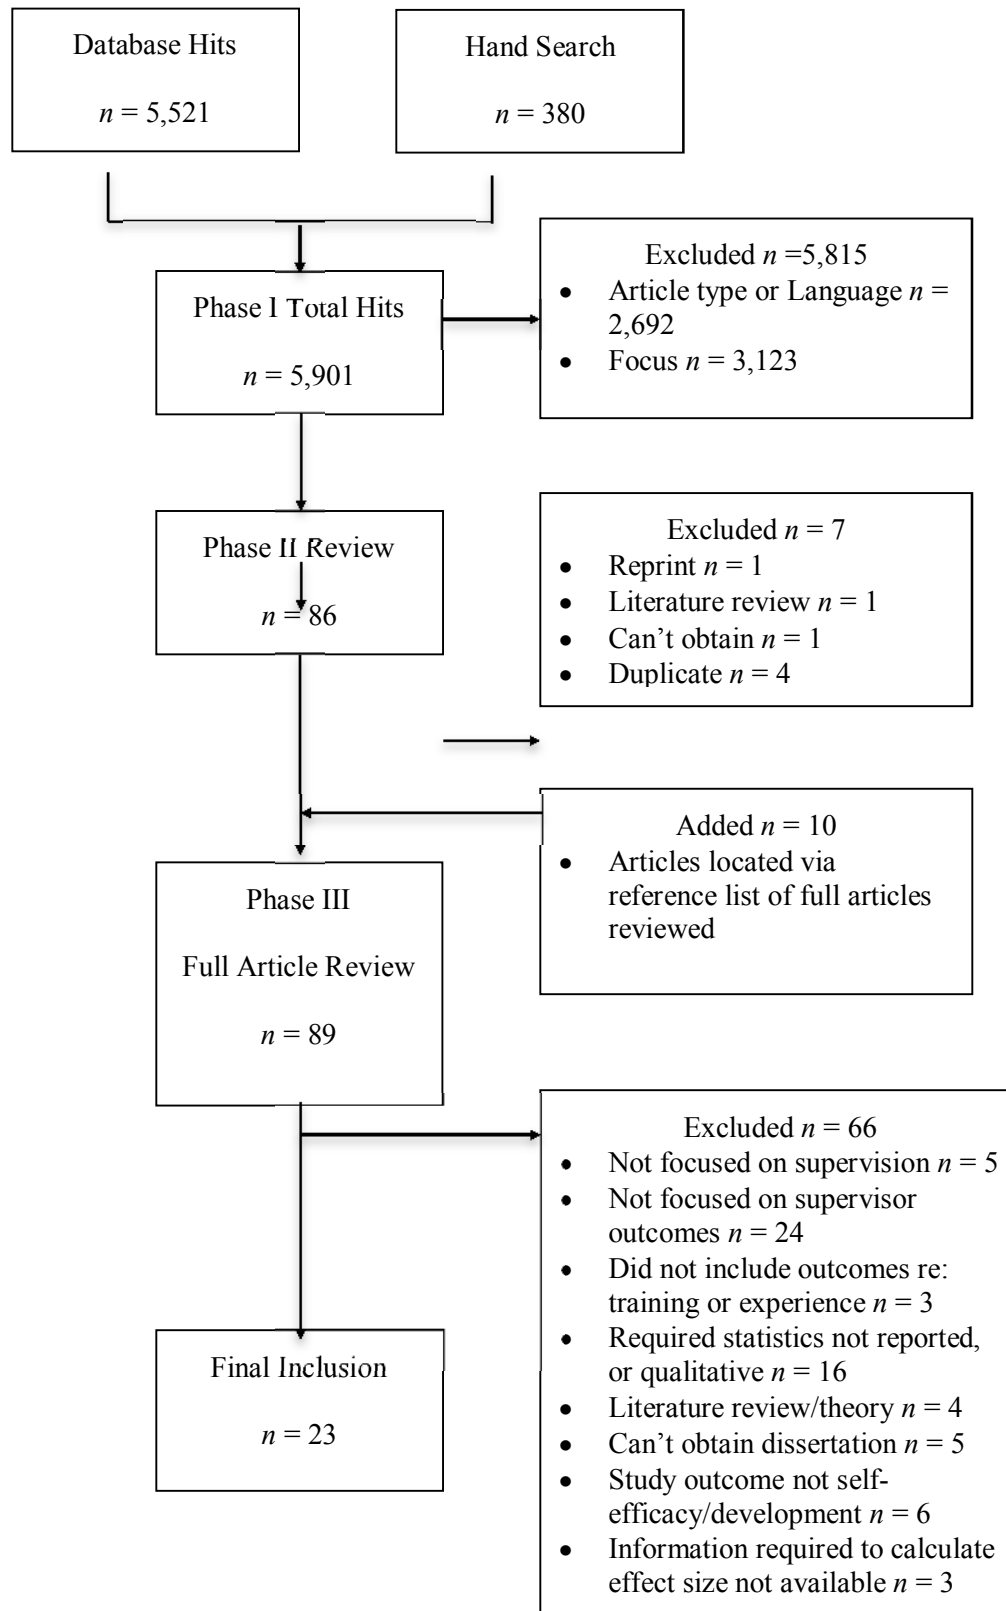 Database Hits
n = 5,521
Hand Search
n = 380
Phase I Total Hits
n = 5,901
Excluded n =5,815
• Article type or Language n =
2,692
• Focus n = 3,123
Phase II Review
n = 86
Excluded n = 7
• Reprint n = 1
• Literature review n = 1
• Can’t obtain n = 1
• Duplicate n = 4
Added n = 10
• Articles located via
reference list of full articles
reviewed
Phase III
Full Article Review
n = 89
Excluded n = 66
• Not focused on supervision n = 5
• Not focused on supervisor
outcomes n = 24
• Did not include outcomes re:
training or experience n = 3
• Required statistics not reported,
or qualitative n = 16
• Literature review/theory n = 4
• Can’t obtain dissertation n = 5
• Study outcome not self-
efficacy/development n = 6
• Information required to calculate
effect size not available n = 3
Final Inclusion
n = 23